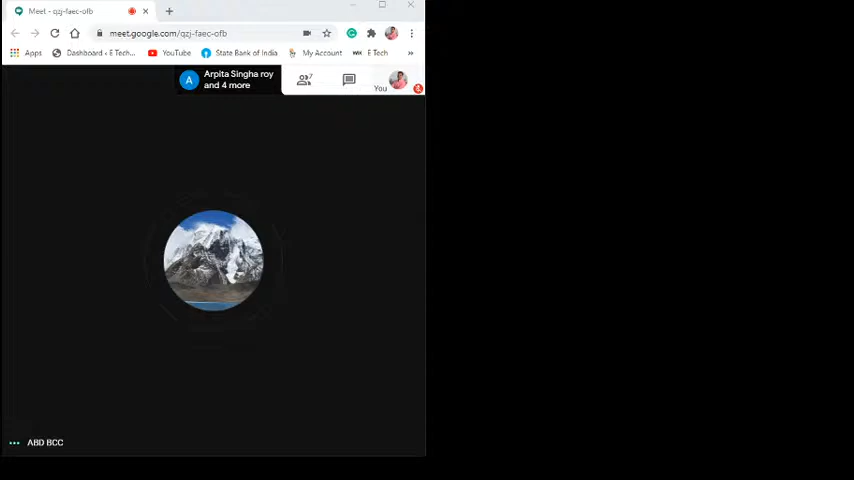 Meet - qzj-faec-ofb
meet.google.com/qzj-faec-ofb
Apps Dashboard ‹ E Tech... YouTube State Bank of India My Account E Tech »
Arpita Singha roy
and 4 more
7
You
ABD BCC